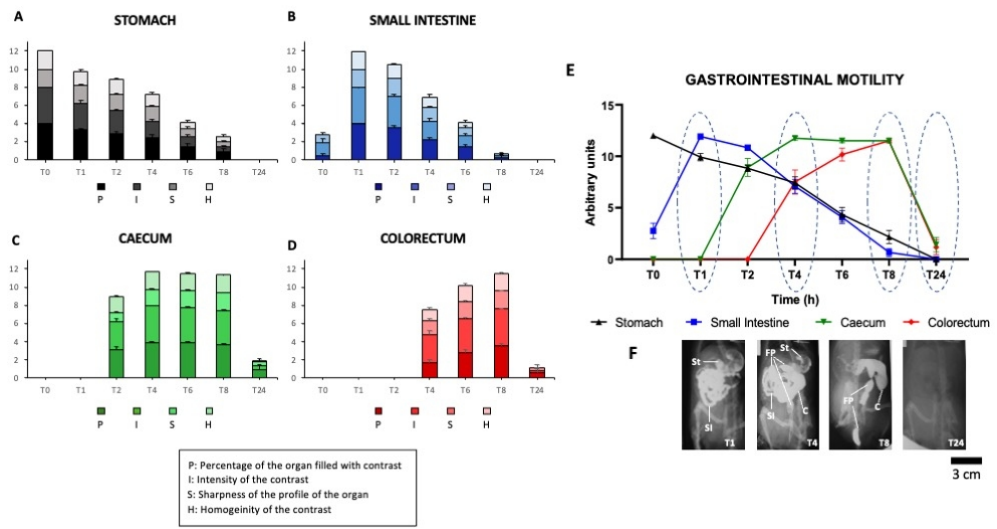 A
STOMACH
12
10
8
6
4
2
0
T0 T1 T2 T4 T6 T8 T24
P I S H
B
SMALL INTESTINE
12
10
8
6
4
2
0
T0 T1 T2 T4 T6 T8 T24
P I S H
C
CAECUM
12
10
8
6
4
2
0
T0 T1 T2 T4 T6 T8 T24
P I S H
D
COLORECTUM
12
10
8
6
4
2
0
T0 T1 T2 T4 T6 T8 T24
P I S H
P: Percentage of the organ filled with contrast
I: Intensity of the contrast
S: Sharpness of the profile of the organ
H: Homogeinity of the contrast
E
GASTROINTESTINAL MOTILITY
Arbitrary units
15
10
5
0
T0 T1 T2 T4 T6 T8 T24
Time (h)
Stomach Small Intestine Caecum Colorectum
F
St
SI
T1
FP
St
SI
C
T4
FP
C
T8
T24
3 cm